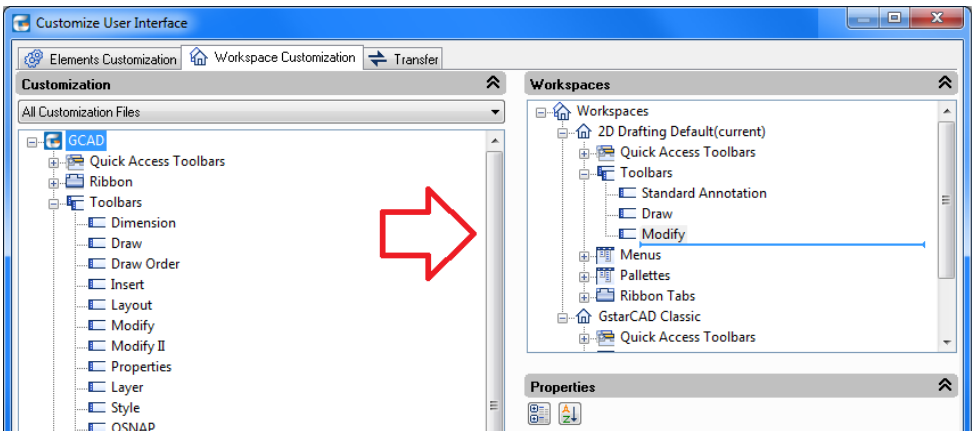 Customize User Interface
Elements Customization
Workspace Customization
Transfer
Customization
All Customization Files
GCAD
Quick Access Toolbars
Ribbon
Toolbars
Dimension
Draw
Draw Order
Insert
Layout
Modify
Modify II
Properties
Layer
Style
OSNAP
Workspaces
Workspaces
2D Drafting Default(current)
Quick Access Toolbars
Toolbars
Standard Annotation
Draw
Modify
Menus
Pallettes
Ribbon Tabs
GstarCAD Classic
Quick Access Toolbars
Properties